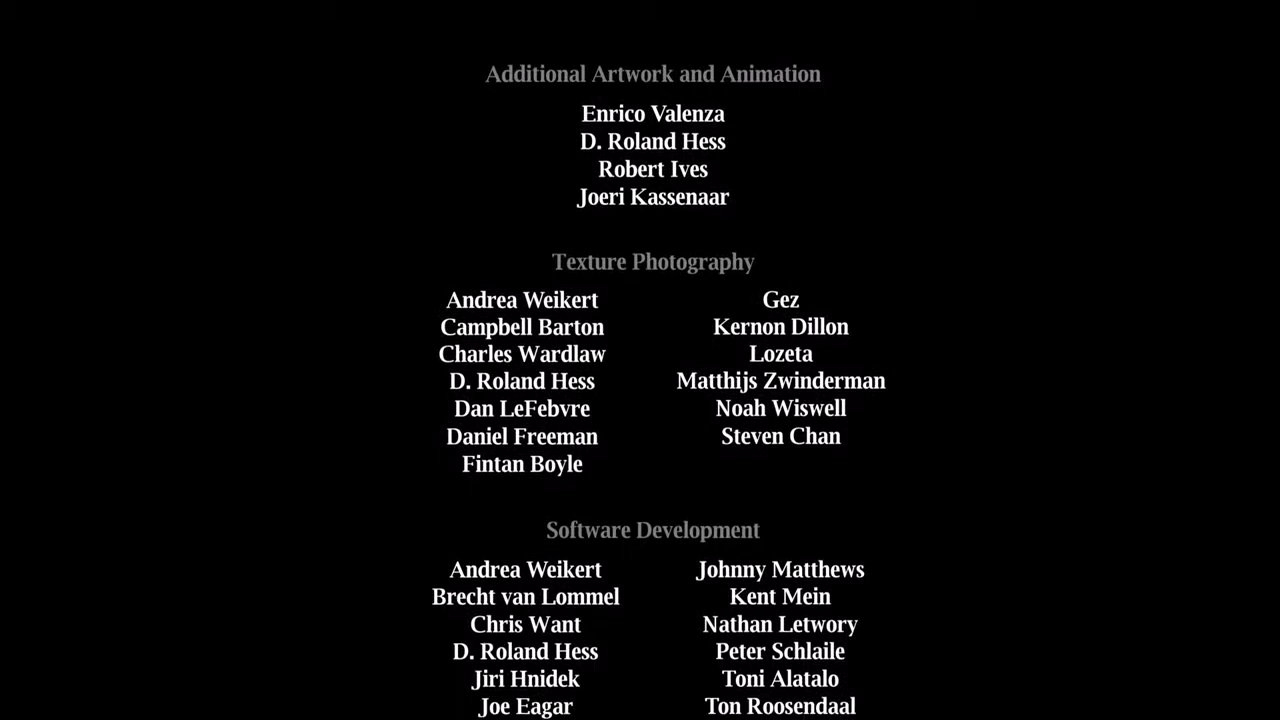 Additional Artwork and Animation
Enrico Valenza
D. Roland Hess
Robert Ives
Joeri Kassenaar
Texture Photography
Andrea Weikert
Campbell Barton
Charles Wardlaw
D. Roland Hess
Dan LeFebvre
Daniel Freeman
Fintan Boyle
Gez
Kernon Dillon
Lozeta
Matthijs Zwinderman
Noah Wiswell
Steven Chan
Software Development
Andrea Weikert
Brecht van Lommel
Chris Want
D. Roland Hess
Jiri Hnidek
Joe Eagar
Johnny Matthews
Kent Mein
Nathan Letwory
Peter Schlaile
Toni Alatalo
Ton Roosendaal